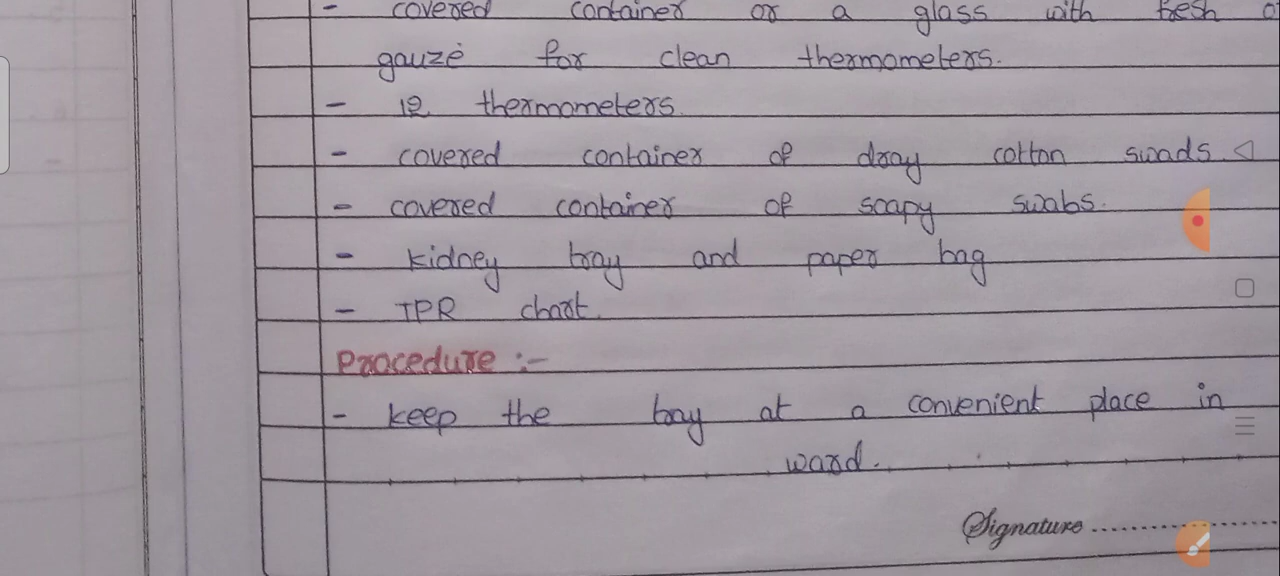 - covered container or a glass with fresh
gauze for clean thermometers.
- 12 thermometers.
- covered container of dray cotton swads.
- covered container of soapy swabs.
- kidney tray and paper bag
- TPR chart.
Procedure :-
- keep the tray at a convenient place in
ward.
Signature ....................